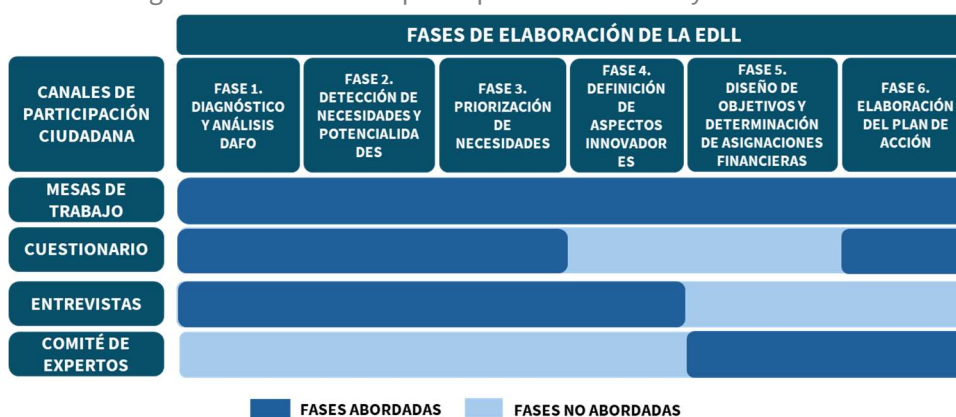 FASES DE ELABORACIÓN DE LA EDLL
CANALES DE
PARTICIPACIÓN
CIUDADANA
FASE 1.
DIAGNÓSTICO
Y ANÁLISIS
DAFO
FASE 2.
DETECCIÓN DE
NECESIDADES Y
POTENCIALIDA
DES
FASE 3.
PRIORIZACIÓN
DE
NECESIDADES
FASE 4.
DEFINICIÓN
DE
ASPECTOS
INNOVADOR
ES
FASE 5.
DISEÑO DE
OBJETIVOS Y
DETERMINACIÓN
DE ASIGNACIONES
FINANCIERAS
FASE 6.
ELABORACIÓN
DEL PLAN DE
ACCIÓN
MESAS DE
TRABAJO
CUESTIONARIO
ENTREVISTAS
COMITÉ DE
EXPERTOS
FASES ABORDADAS
FASES NO ABORDADAS